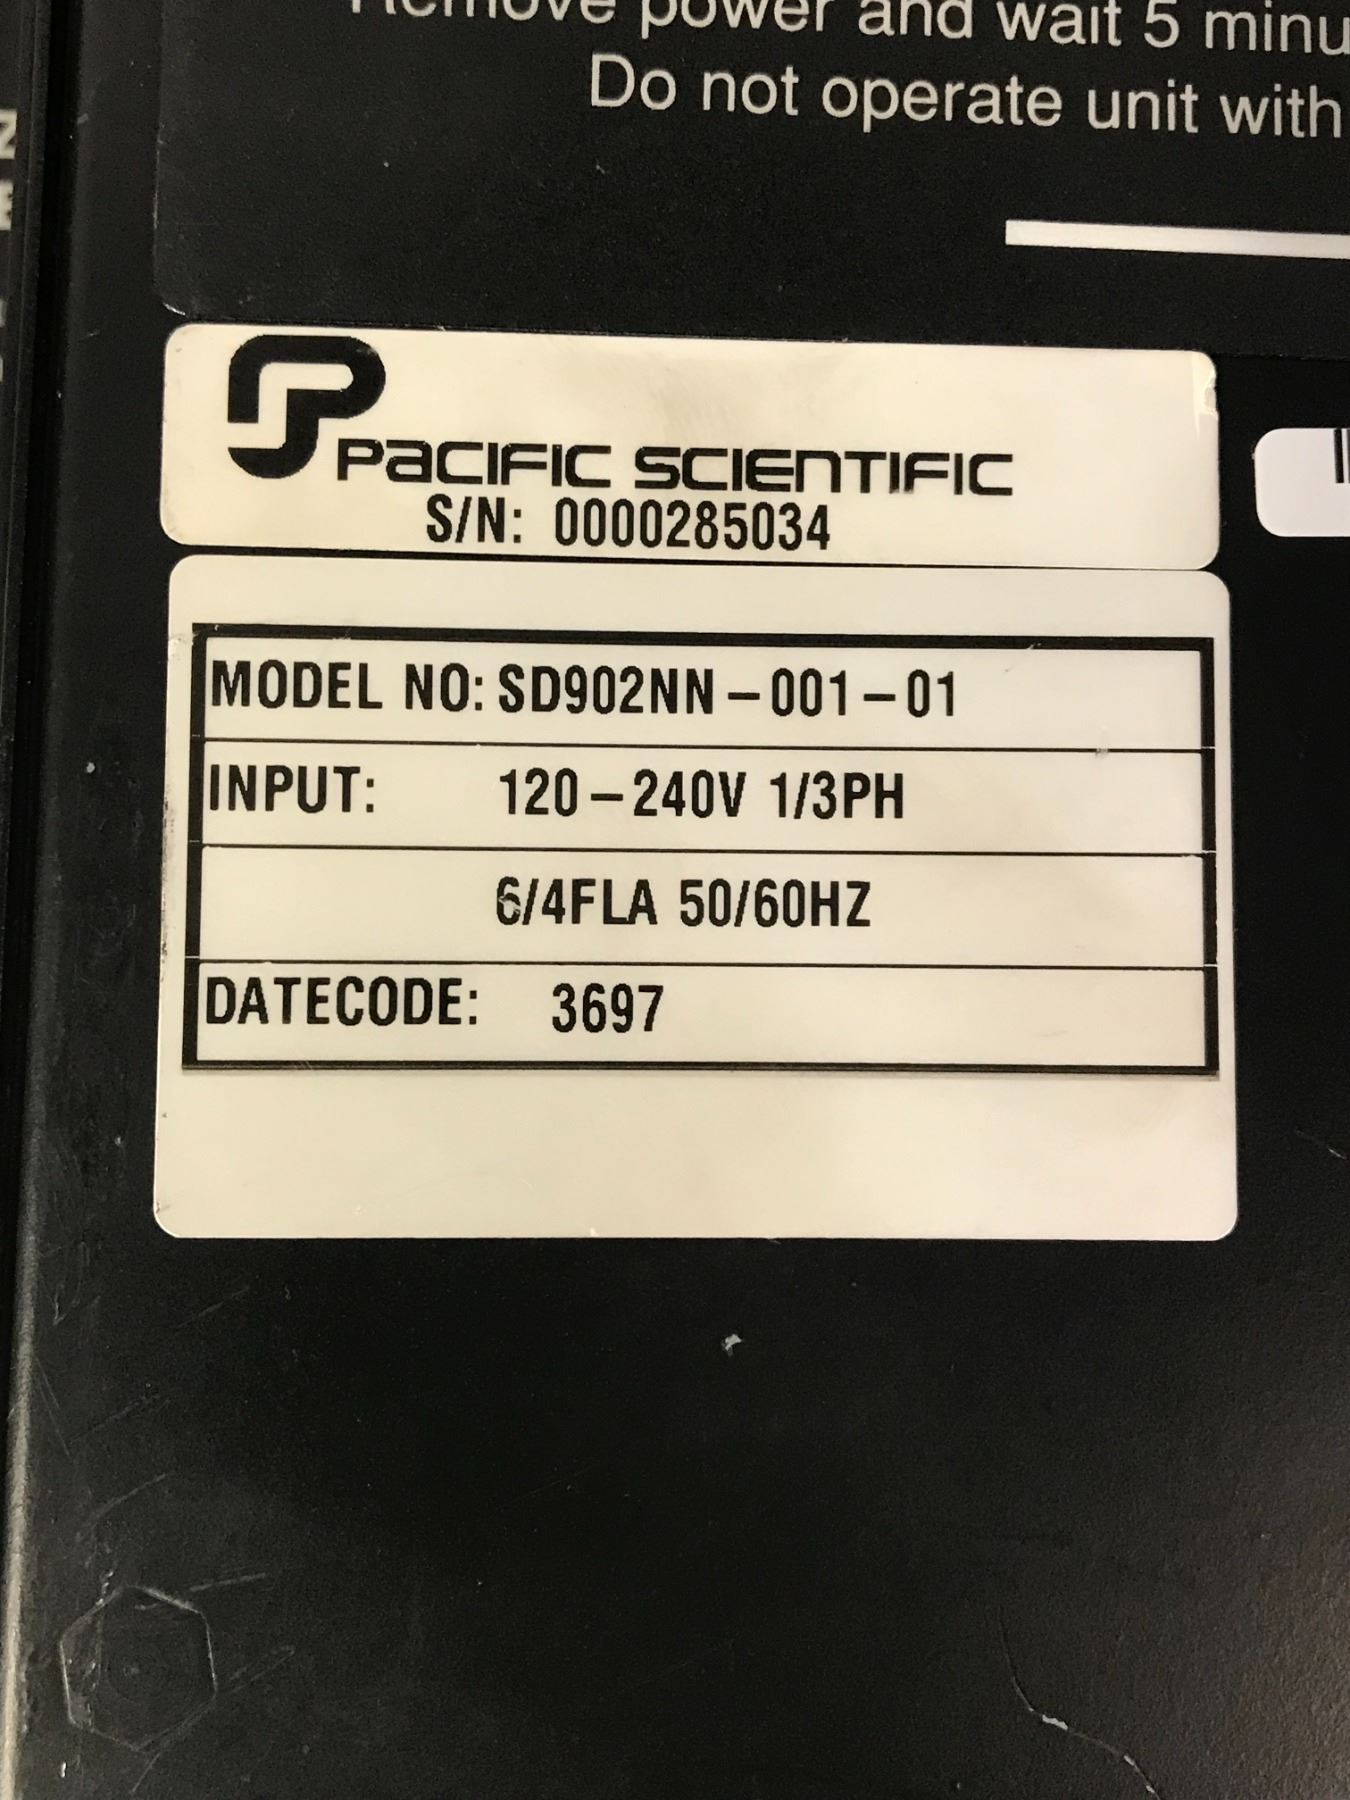 Remove power and wait 5
Do not operate unit with
PACIFIC SCIENTIFIC
S/N: 0000285034
MODEL NO: SD902NN-001-01
INPUT: 120-240V 1/3PH
6/4FLA 50/60HZ
DATECODE: 3697